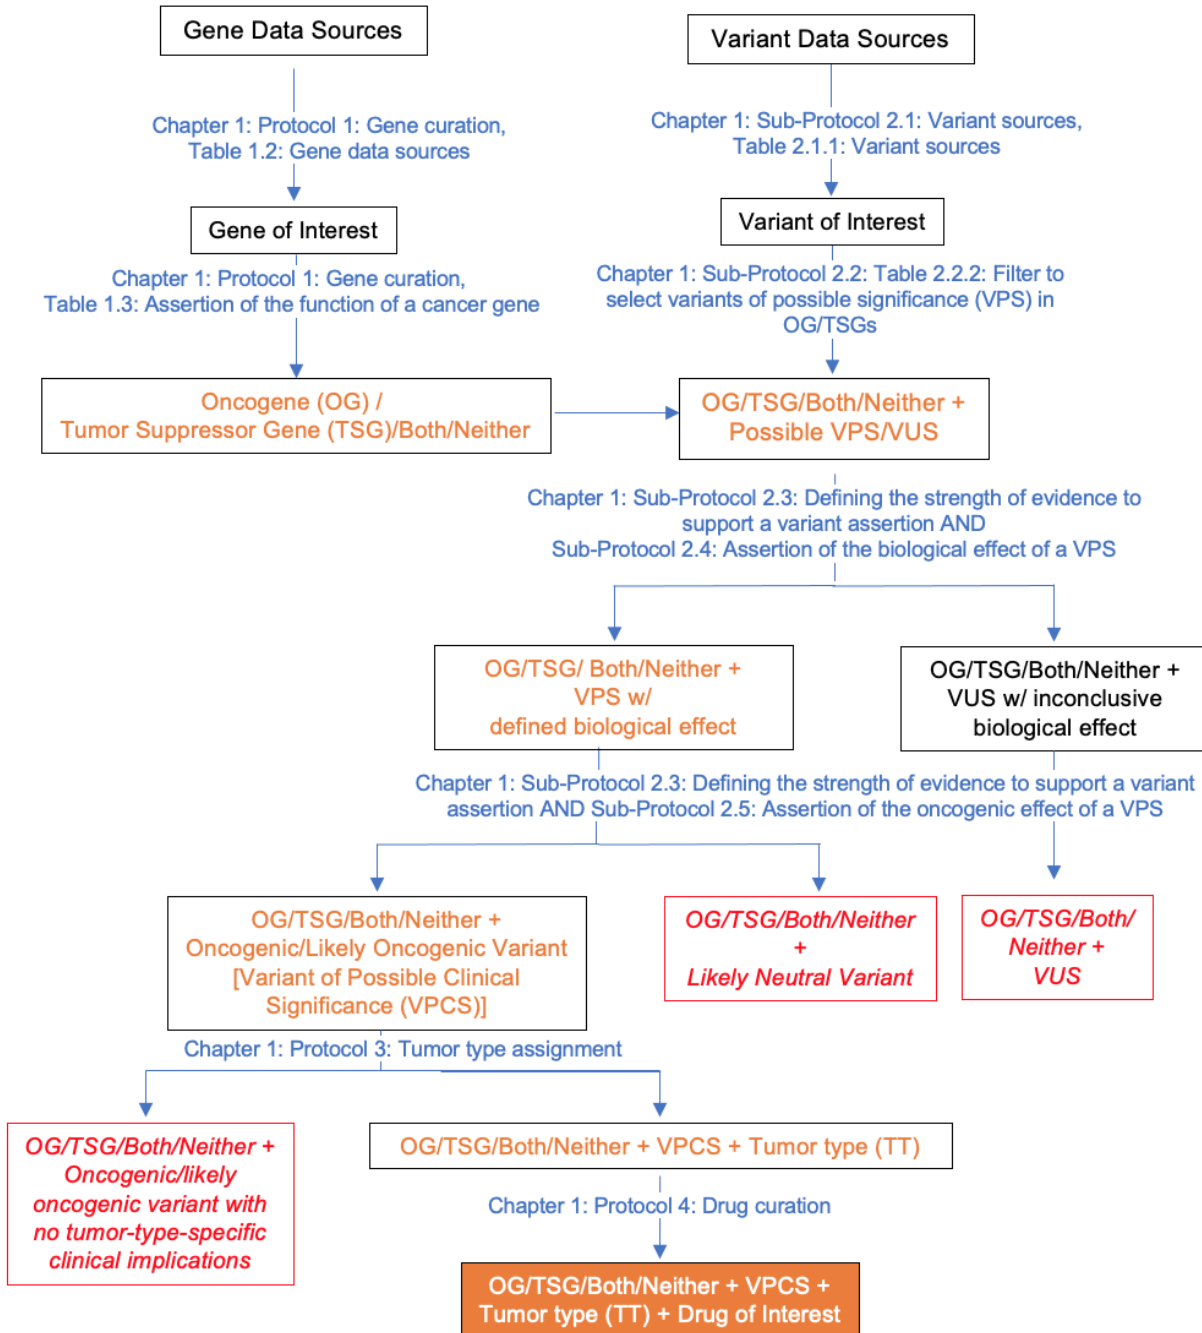 Gene Data Sources
Variant Data Sources
Chapter 1: Protocol 1: Gene curation,
Table 1.2: Gene data sources
Chapter 1: Sub-Protocol 2.1: Variant sources,
Table 2.1.1: Variant sources
Gene of Interest
Variant of Interest
Chapter 1: Protocol 1: Gene curation,
Table 1.3: Assertion of the function of a cancer gene
Chapter 1: Sub-Protocol 2.2: Table 2.2.2: Filter to
select variants of possible significance (VPS) in
OG/TSGs
Oncogene (OG) /
Tumor Suppressor Gene (TSG)/Both/Neither
OG/TSG/Both/Neither +
Possible VPS/VUS
Chapter 1: Sub-Protocol 2.3: Defining the strength of evidence to
support a variant assertion AND
Sub-Protocol 2.4: Assertion of the biological effect of a VPS
OG/TSG/ Both/Neither +
VPS w/
defined biological effect
OG/TSG/Both/Neither +
VUS w/ inconclusive
biological effect
Chapter 1: Sub-Protocol 2.3: Defining the strength of evidence to support a variant
assertion AND Sub-Protocol 2.5: Assertion of the oncogenic effect of a VPS
OG/TSG/Both/Neither +
Oncogenic/Likely Oncogenic Variant
[Variant of Possible Clinical
Significance (VPCS)]
OG/TSG/Both/Neither
+
Likely Neutral Variant
OG/TSG/Both/
Neither +
VUS
Chapter 1: Protocol 3: Tumor type assignment
OG/TSG/Both/Neither +
Oncogenic/likely
oncogenic variant with
no tumor-type-specific
clinical implications
OG/TSG/Both/Neither + VPCS + Tumor type (TT)
Chapter 1: Protocol 4: Drug curation
OG/TSG/Both/Neither + VPCS +
Tumor type (TT) + Drug of Interest